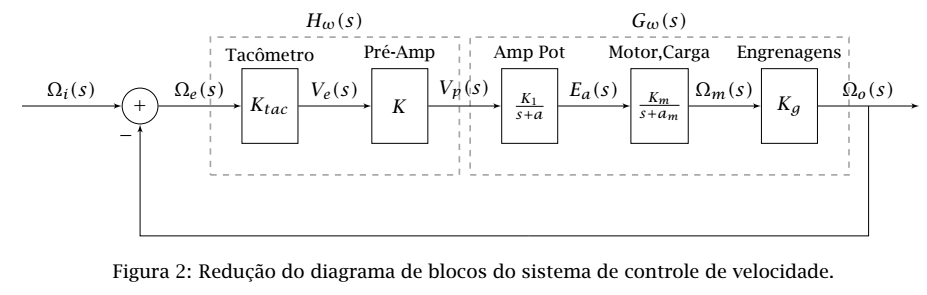 H_ω(s) G_ω(s)
Tacômetro Pré-Amp Amp Pot Motor,Carga Engrenagens
Ω_i(s) + Ω_e(s) K_tac V_e(s) K V_p(s) K_1/(s+a) E_a(s) K_m/(s+a_m) Ω_m(s) K_g Ω_o(s)
−
Figura 2: Redução do diagrama de blocos do sistema de controle de velocidade.